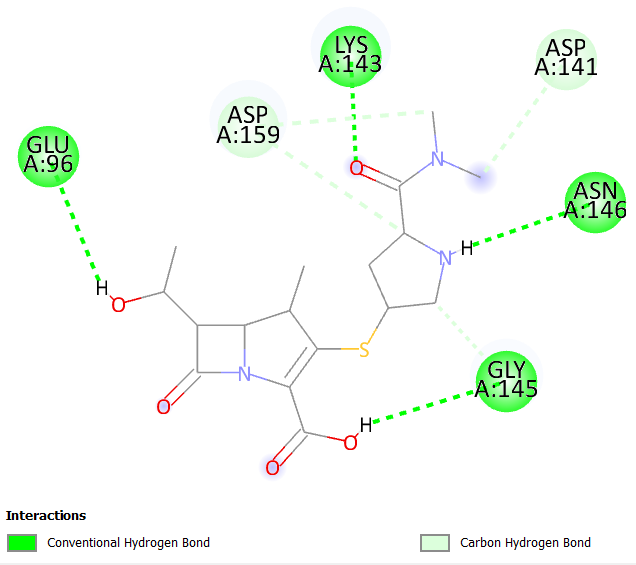 LYS
A:143
ASP
A:141
ASP
A:159
GLU
A:96
O
N
ASN
A:146
H
N
H
O
S
GLY
A:145
N
O
H
O
O
Interactions
Conventional Hydrogen Bond
Carbon Hydrogen Bond